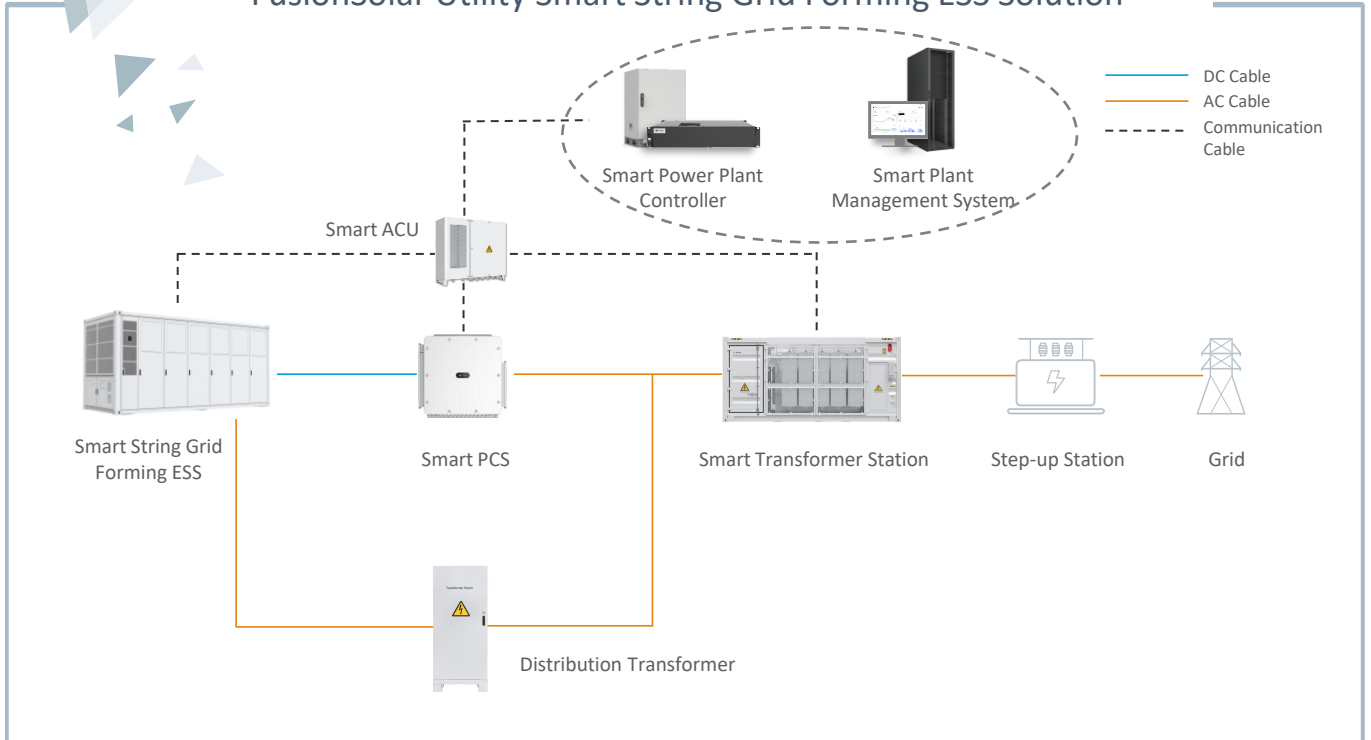 FusionSolar Utility Smart String Grid Forming ESS Solution
DC Cable
AC Cable
Communication
Cable
Smart Power Plant
Controller
Smart Plant
Management System
Smart ACU
Smart String Grid
Forming ESS
Smart PCS
Smart Transformer Station
Step-up Station
Grid
Distribution Transformer